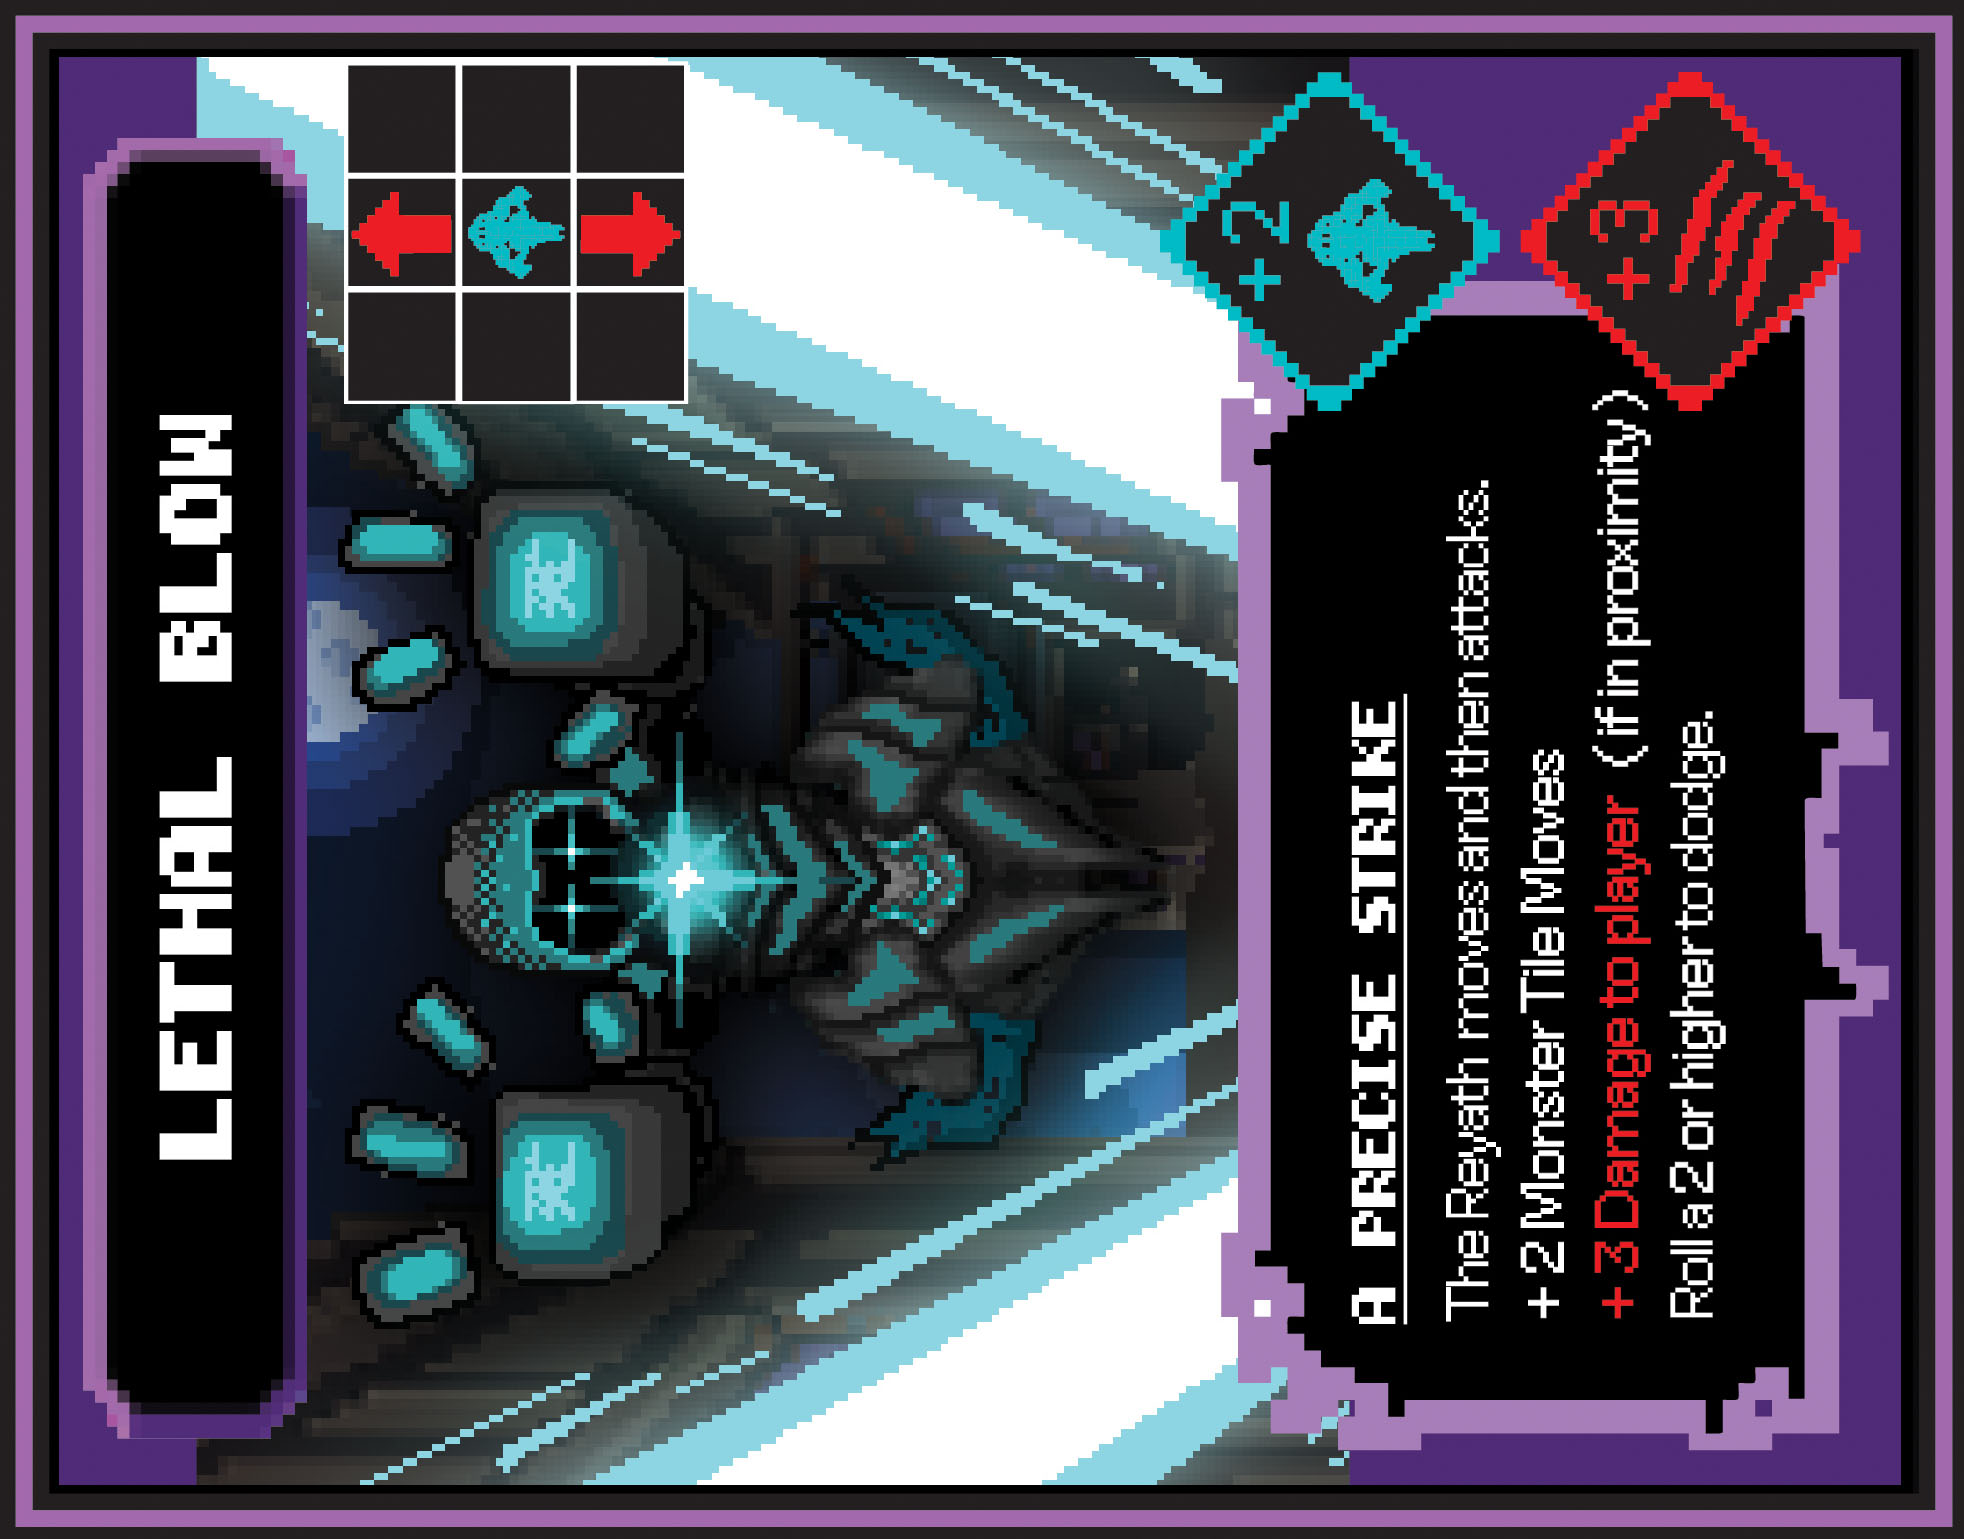 LETHAL BLOW
+2
+3
A PRECISE STRIKE
The Reyath moves and then attacks.
+ 2 Monster Tile Moves
+ 3 Damage to player (if in proximity)
Roll a 2 or higher to dodge.